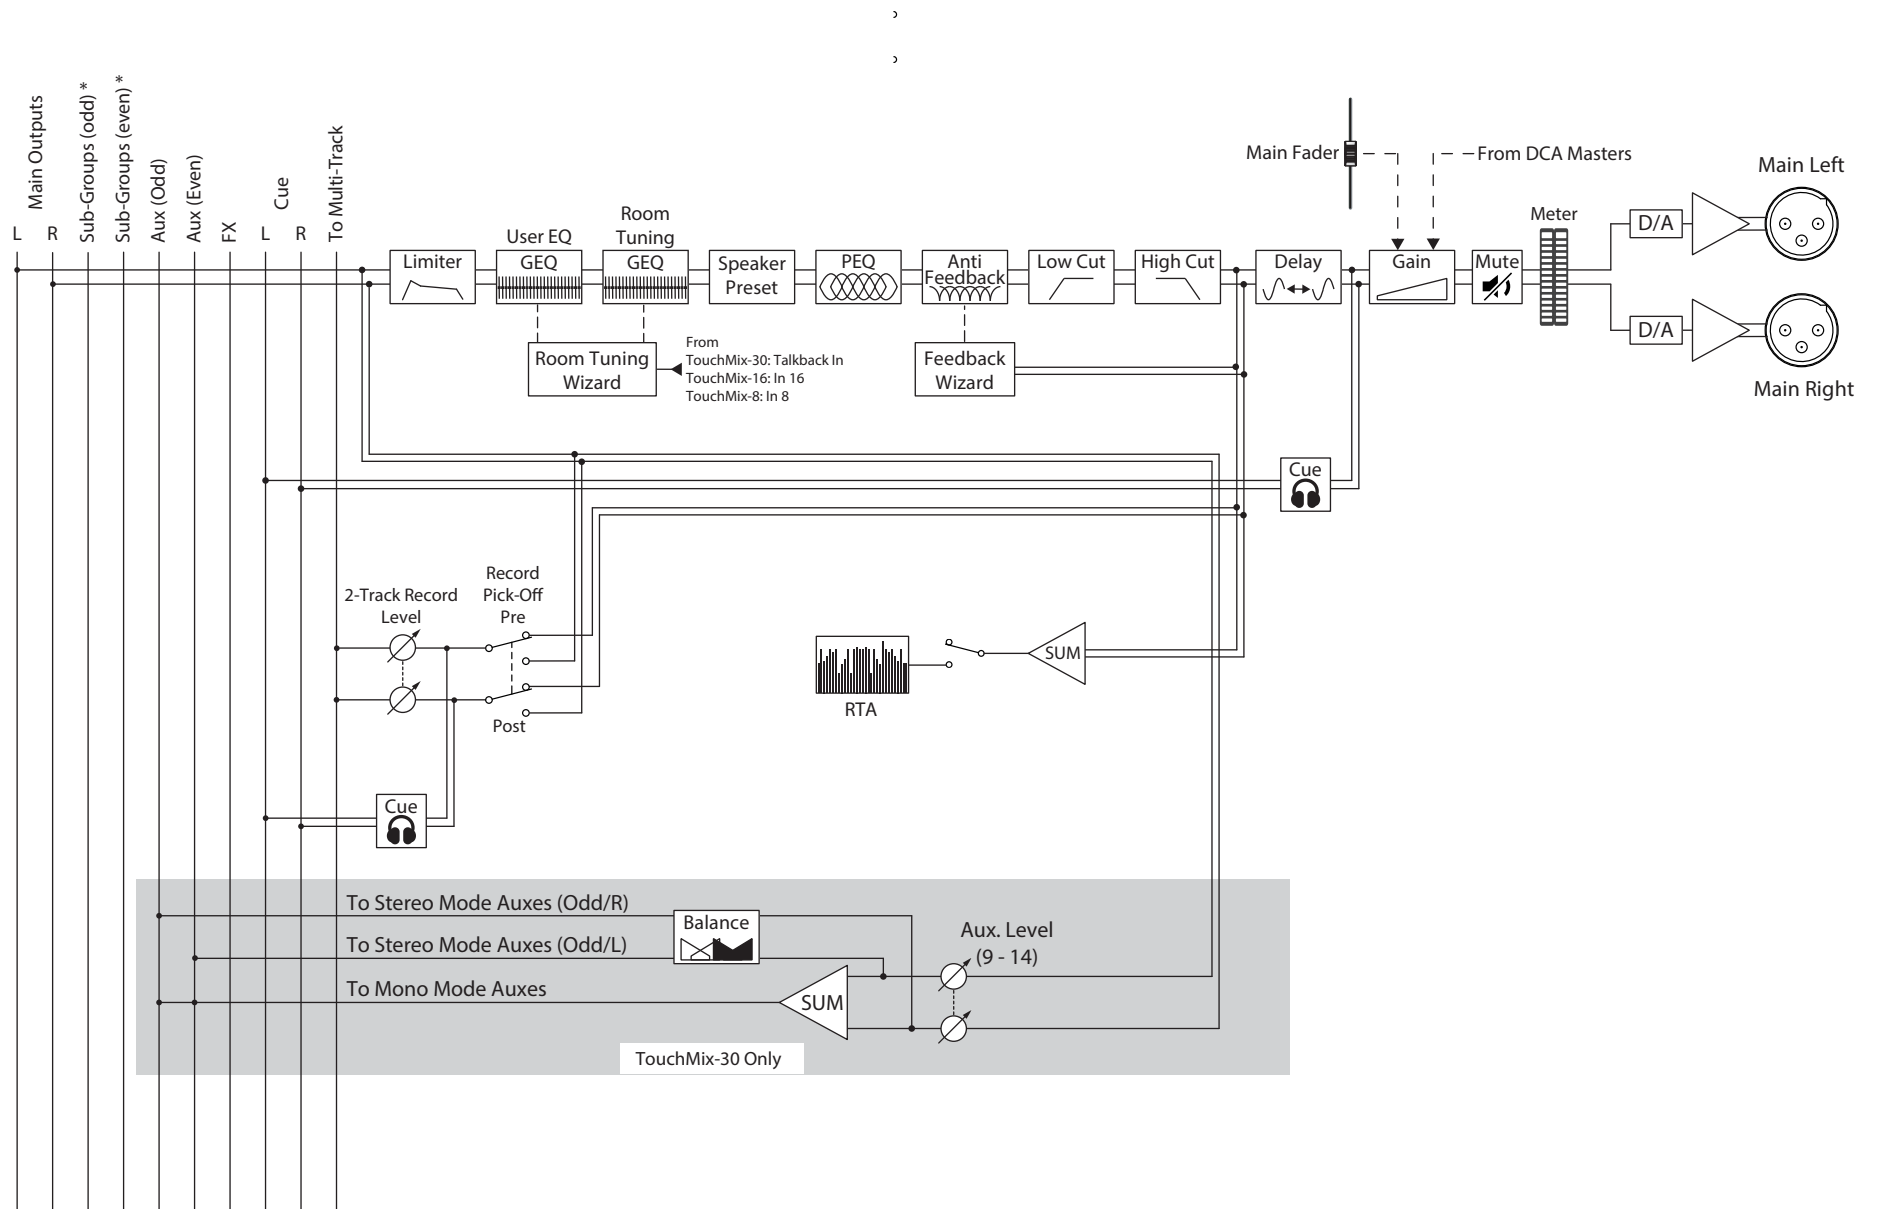 Main Outputs
L
R
Sub-Groups (odd) *
Sub-Groups (even) *
Aux (Odd)
Aux (Even)
FX
Cue
L
R
To Multi-Track
Limiter
User EQ
GEQ
Room
Tuning
GEQ
Speaker
Preset
PEQ
Anti
Feedback
Low Cut
High Cut
Delay
Main Fader
From DCA Masters
Gain
Mute
Meter
D/A
Main Left
D/A
Main Right
Room Tuning
Wizard
From
TouchMix-30: Talkback In
TouchMix-16: In 16
TouchMix-8: In 8
Feedback
Wizard
Cue
2-Track Record
Level
Record
Pick-Off
Pre
Post
RTA
SUM
Cue
To Stereo Mode Auxes (Odd/R)
To Stereo Mode Auxes (Odd/L)
To Mono Mode Auxes
Balance
SUM
Aux. Level
(9 - 14)
TouchMix-30 Only